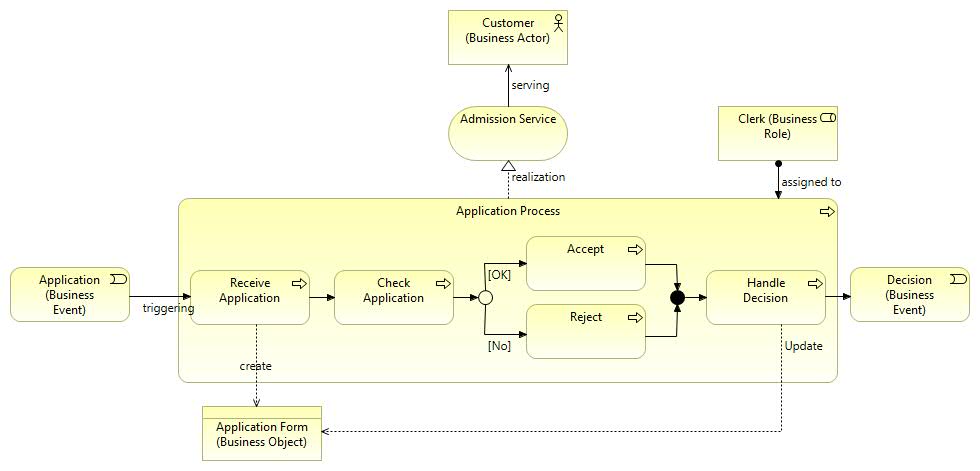 Customer
(Business Actor)
serving
Admission Service
Clerk (Business
Role)
realization
assigned to
Application Process
Application
(Business
Event)
triggering
Receive
Application
Check
Application
[OK]
[No]
Accept
Reject
Handle
Decision
Decision
(Business
Event)
create
Update
Application Form
(Business Object)